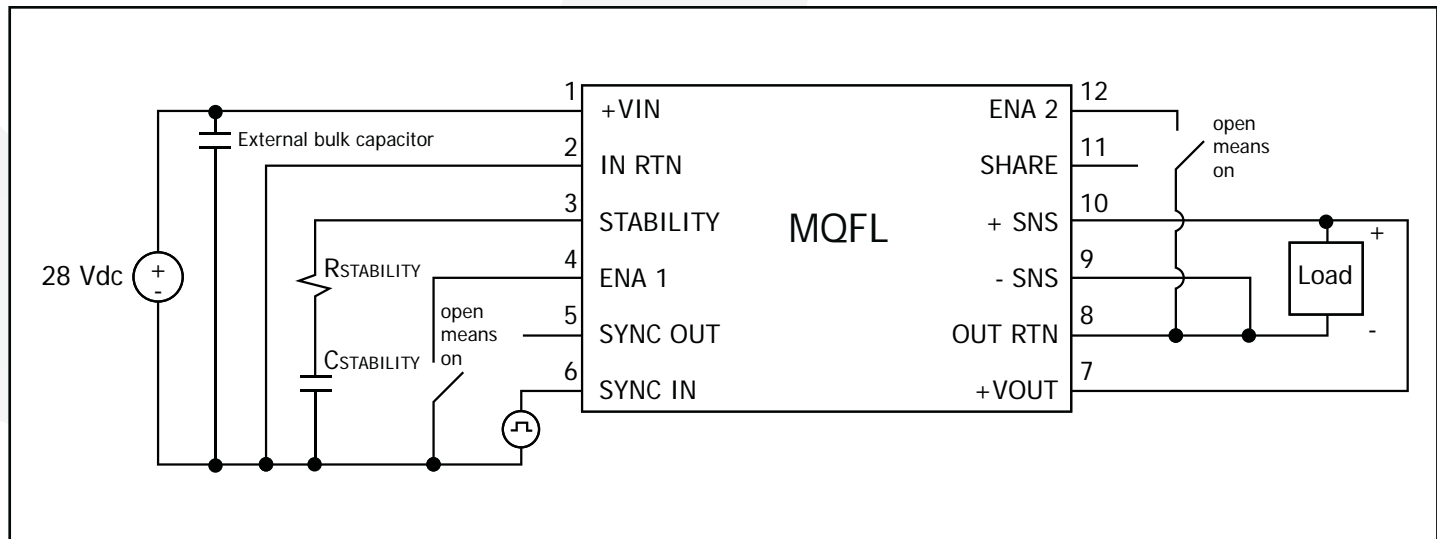 28 Vdc
+
-
External bulk capacitor
RSTABILITY
CSTABILITY
open
means
on
1
2
3
4
5
6
+VIN
IN RTN
STABILITY
ENA 1
SYNC OUT
SYNC IN
MQFL
ENA 2
SHARE
+ SNS
- SNS
OUT RTN
+VOUT
12
11
10
9
8
7
open
means
on
Load
+
-